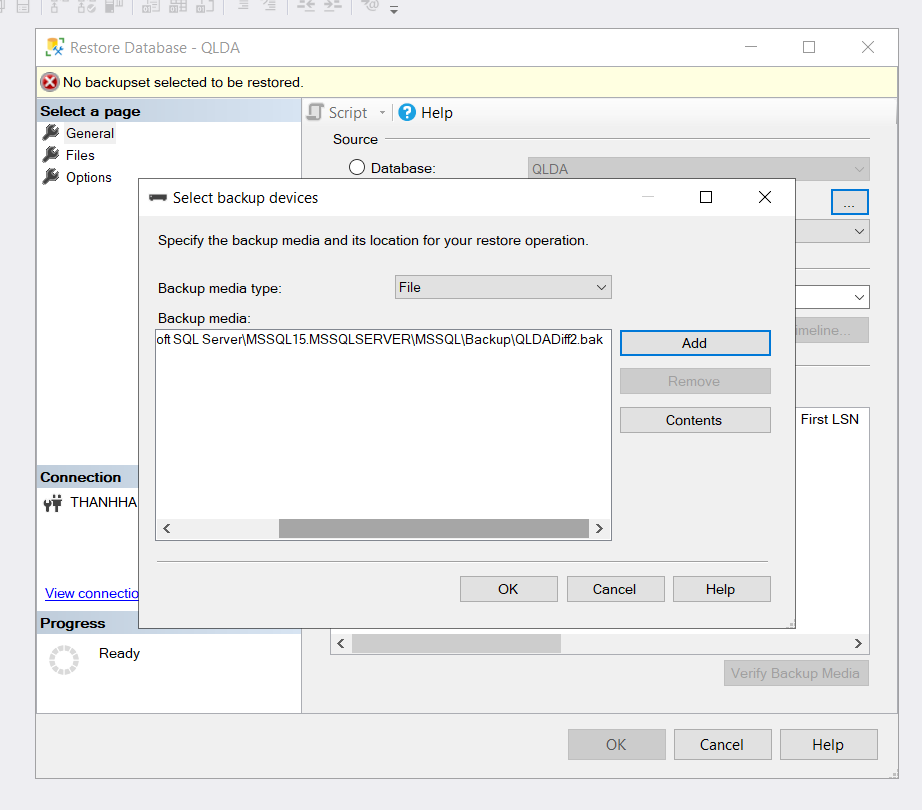 Restore Database - QLDA
No backupset selected to be restored.
Select a page
General
Files
Options
Script
Help
Source
Database:
QLDA
...
Select backup devices
Specify the backup media and its location for your restore operation.
Backup media type:
File
Backup media:
oft SQL Server\MSSQL15.MSSQLSERVER\MSSQL\Backup\QLDADiff2.bak
Add
Remove
Contents
OK
Cancel
Help
imeline...
First LSN
Connection
THANHHA
View connectio
Progress
Ready
Verify Backup Media
OK
Cancel
Help